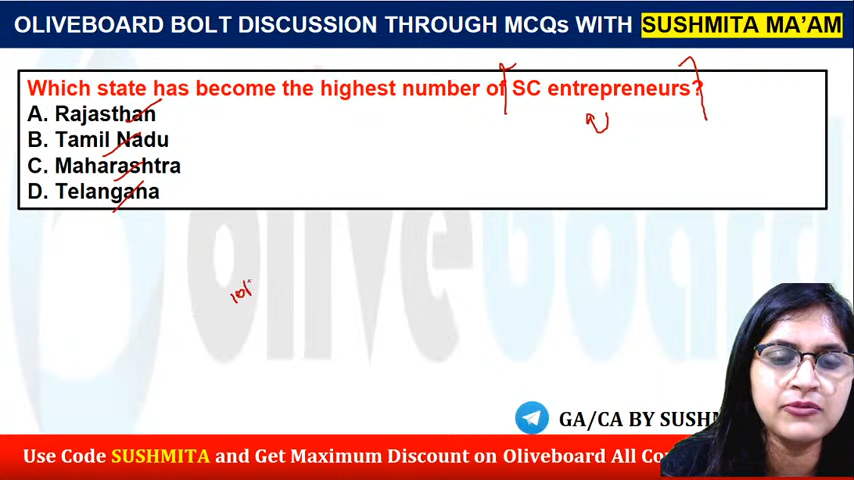 OLIVEBOARD BOLT DISCUSSION THROUGH MCQs WITH SUSHMITA MA’AM
Which state has become the highest number of SC entrepreneurs?
A. Rajasthan
B. Tamil Nadu
C. Maharashtra
D. Telangana
oliveboard
GA/CA BY SUSHM
Use Code SUSHMITA and Get Maximum Discount on Oliveboard All Co